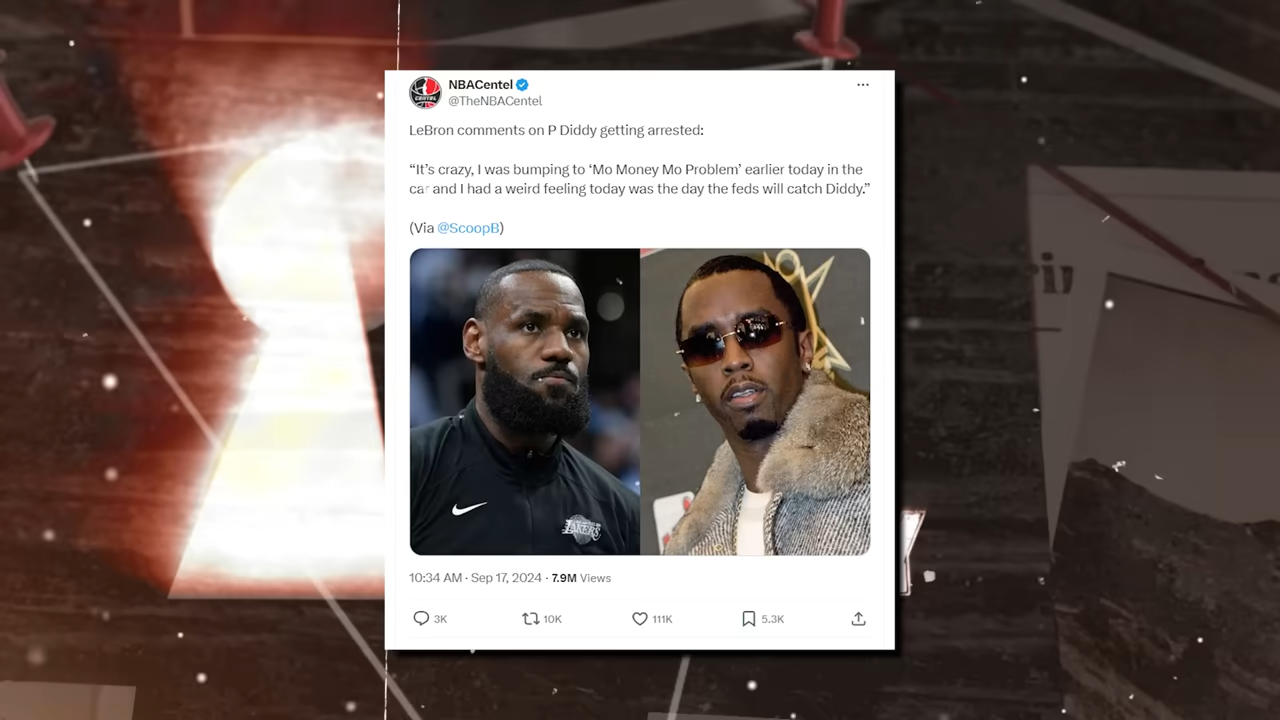 NBACentel
@TheNBACentel
LeBron comments on P Diddy getting arrested:
“It’s crazy, I was bumping to ‘Mo Money Mo Problem’ earlier today in the
car and I had a weird feeling today was the day the feds will catch Diddy.”
(Via @ScoopB)
LAKERS
10:34 AM · Sep 17, 2024 · 7.9M Views
3K 10K 111K 5.3K